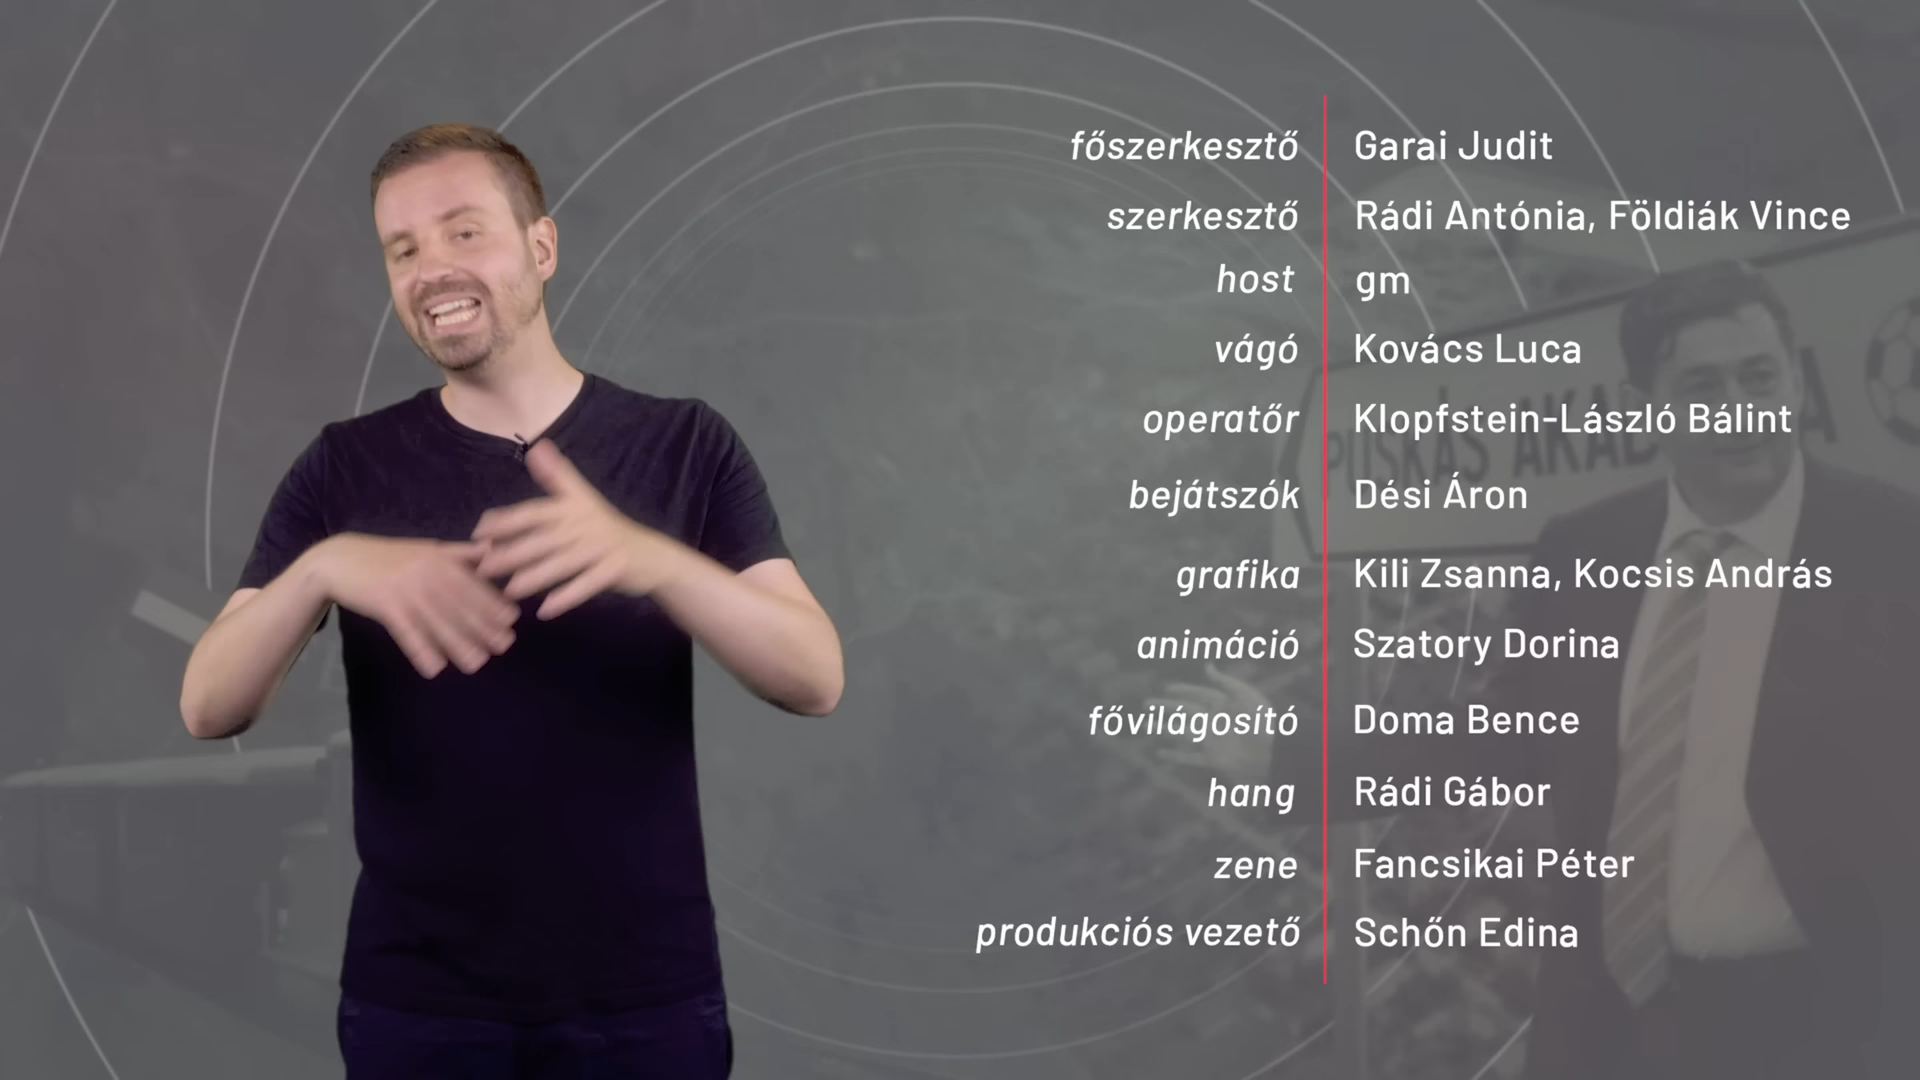 főszerkesztő Garai Judit
szerkesztő Rádi Antónia, Földiák Vince
host gm
vágó Kovács Luca
operatőr Klopfstein-László Bálint
bejátszók Dési Áron
grafika Kili Zsanna, Kocsis András
animáció Szatory Dorina
fővilágosító Doma Bence
hang Rádi Gábor
zene Fancsikai Péter
produkciós vezető Schőn Edina
PUSKÁS